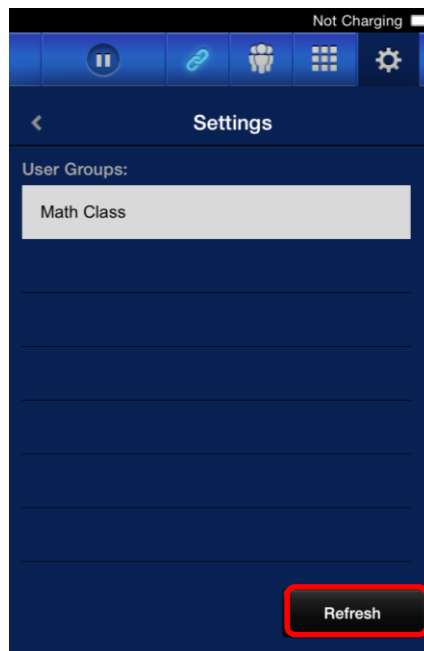 Not Charging
Settings
User Groups:
Math Class
Refresh